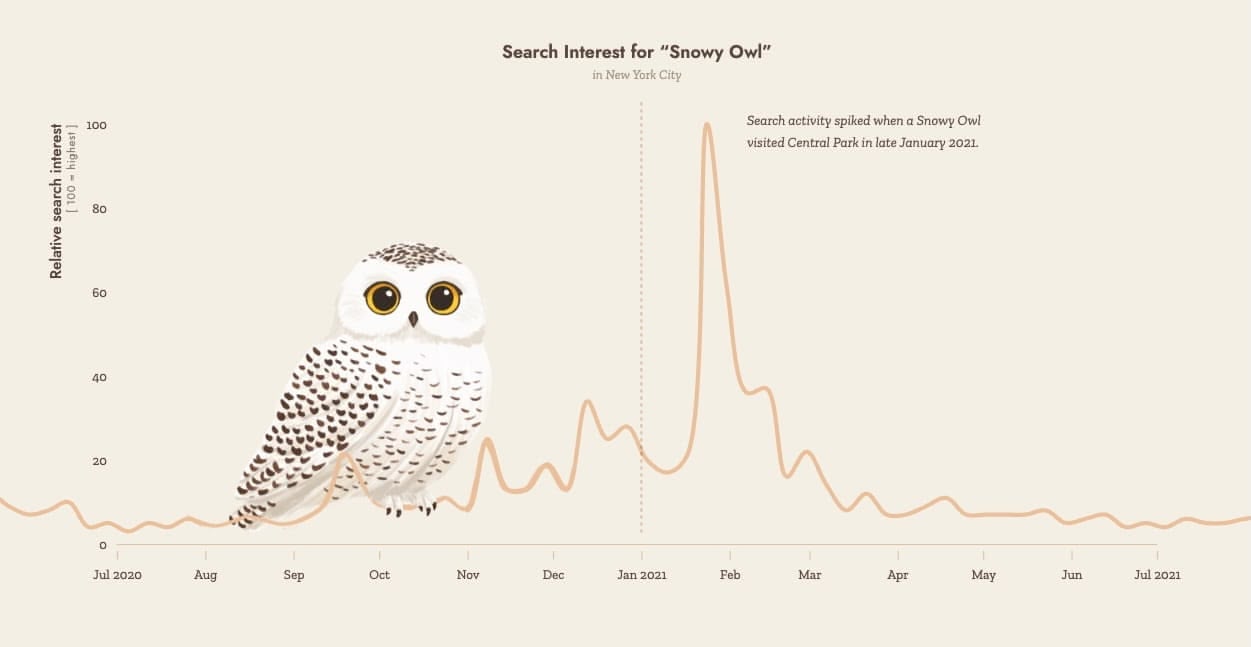 Search Interest for “Snowy Owl”
in New York City
Relative search interest
[ 100 = highest ]
100
80
60
40
20
0
Search activity spiked when a Snowy Owl
visited Central Park in late January 2021.
Jul 2020 Aug Sep Oct Nov Dec Jan 2021 Feb Mar Apr May Jun Jul 2021